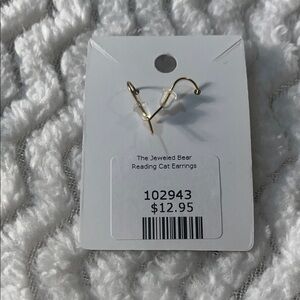 The Jeweled Bear
Reading Cat Earrings
102943
$12.95